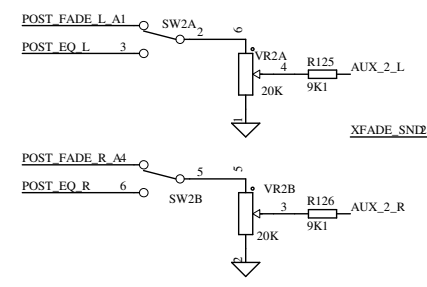 POST_FADE_L_A1 SW2A
2 6
POST_EQ_L 3
VR2A
4 R125 AUX_2_L
20K 9K1
1
XFADE_SND2
POST_FADE_R_A4
5 5
POST_EQ_R 6
SW2B VR2B
3 R126 AUX_2_R
20K 9K1
2